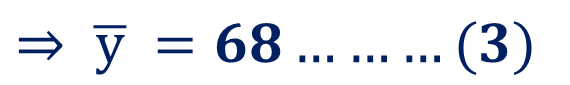 ⇒ y̅ = 68 … … … (3)